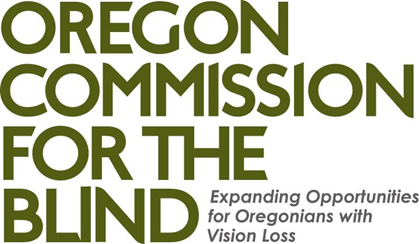 OREGON
COMMISSION
FOR THE
BLIND
Expanding Opportunities
for Oregonians with
Vision Loss